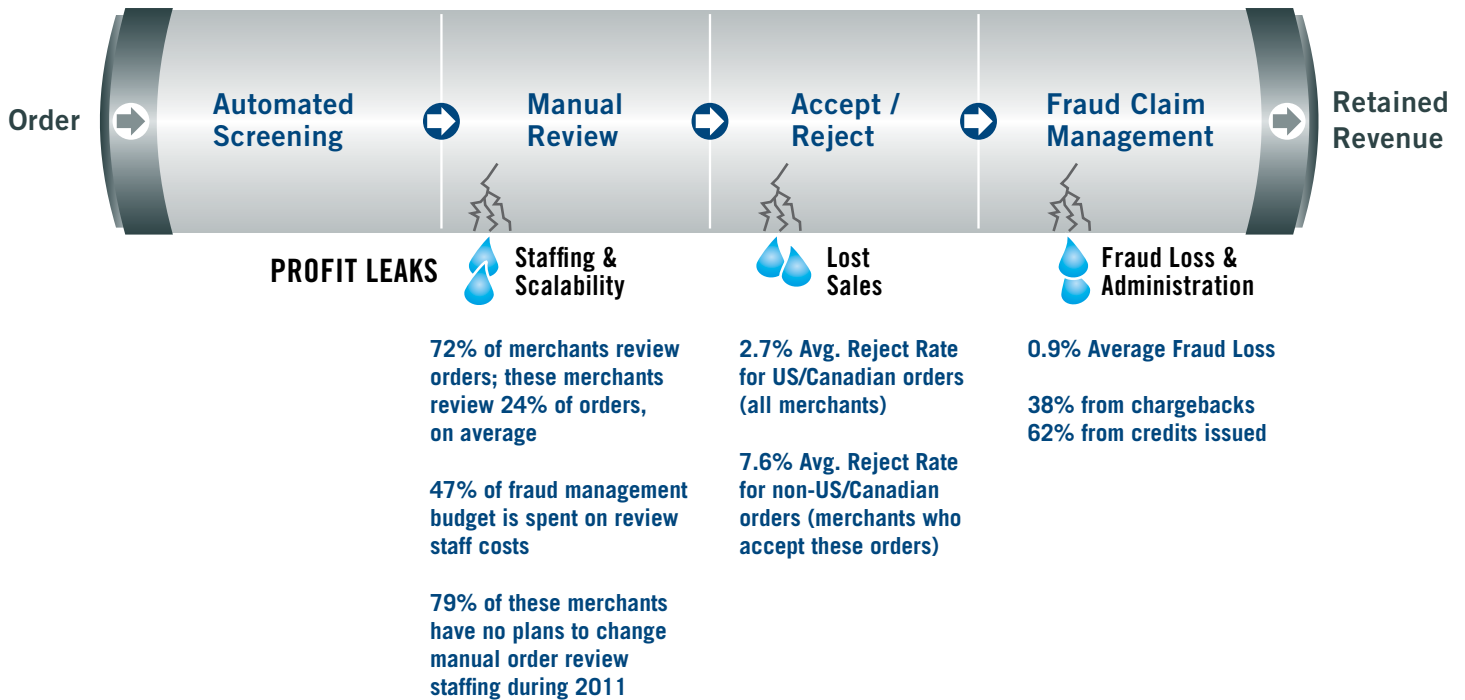 Order
Automated
Screening
Manual
Review
Accept /
Reject
Fraud Claim
Management
Retained
Revenue
PROFIT LEAKS
Staffing &
Scalability
Lost
Sales
Fraud Loss &
Administration
72% of merchants review
orders; these merchants
review 24% of orders,
on average
47% of fraud management
budget is spent on review
staff costs
79% of these merchants
have no plans to change
manual order review
staffing during 2011
2.7% Avg. Reject Rate
for US/Canadian orders
(all merchants)
7.6% Avg. Reject Rate
for non-US/Canadian
orders (merchants who
accept these orders)
0.9% Average Fraud Loss
38% from chargebacks
62% from credits issued